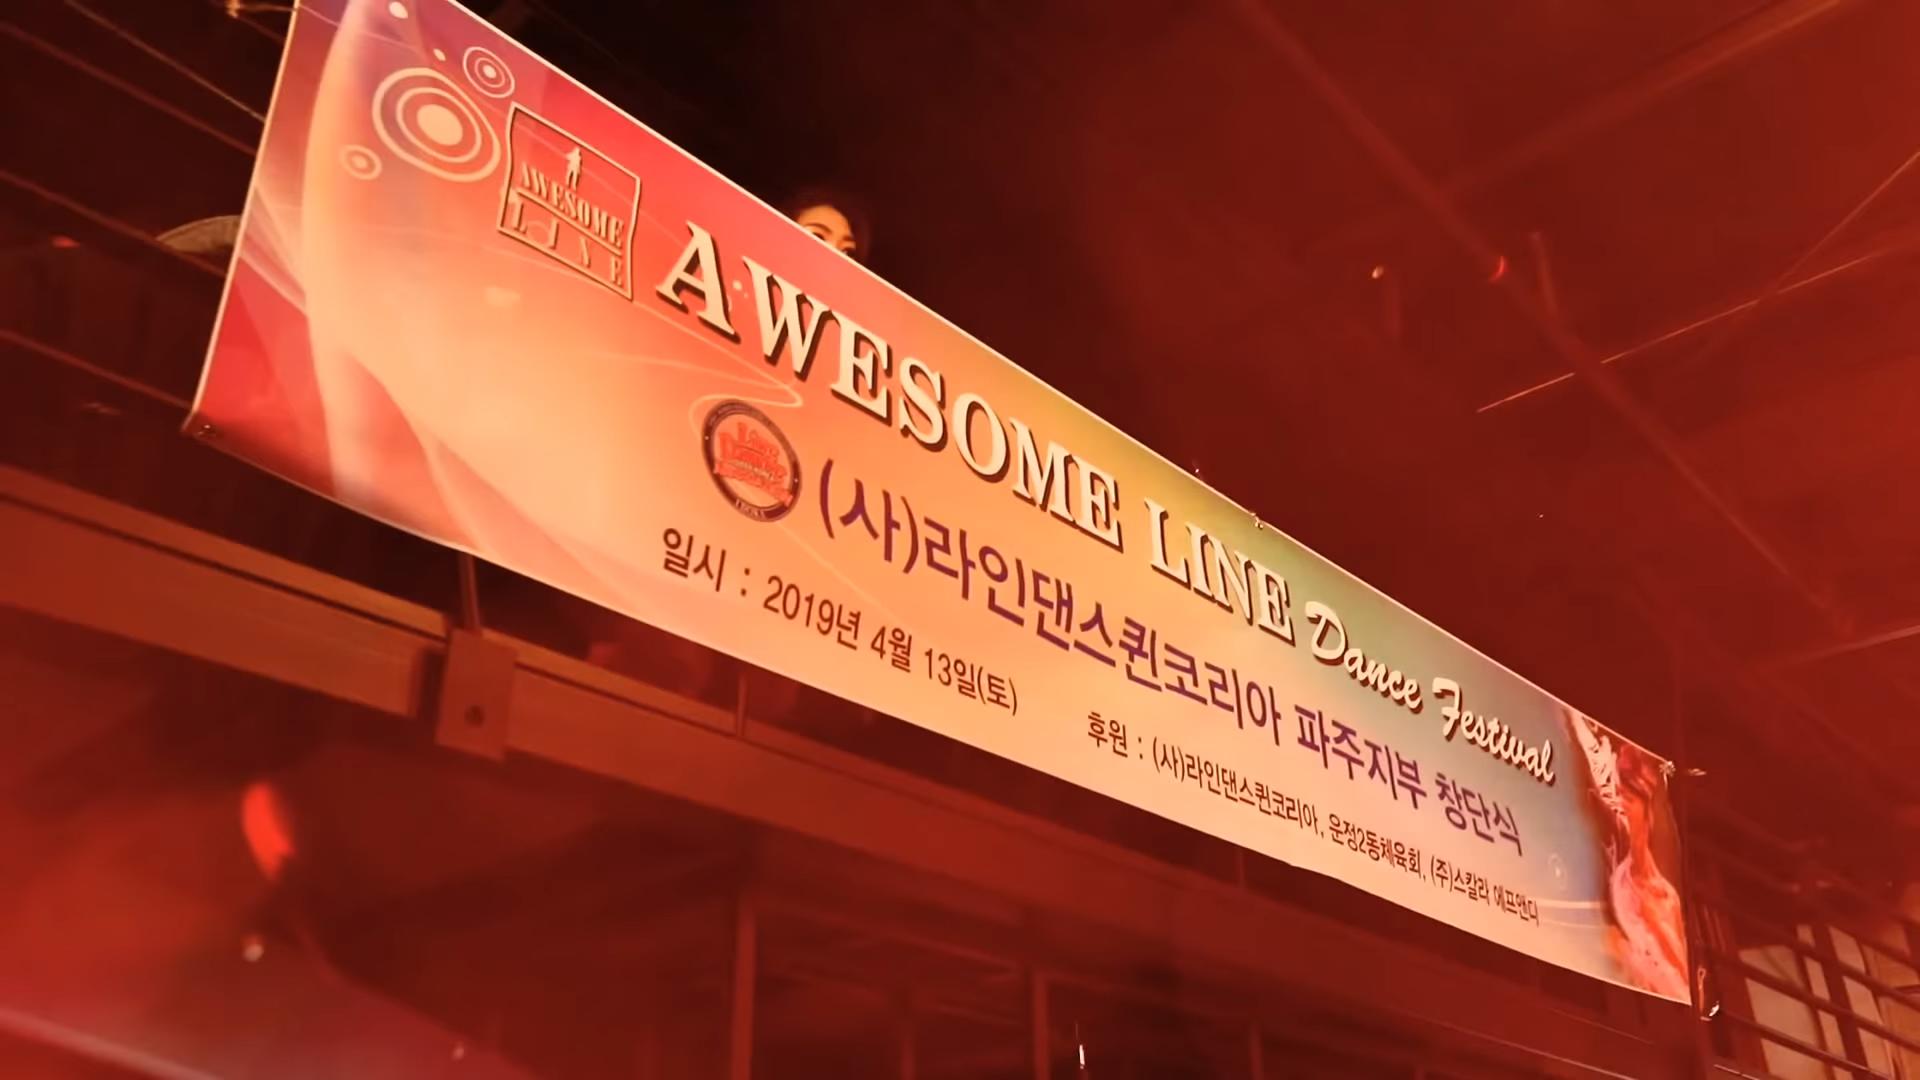 AWESOME
LINE
AWESOME LINE Dance Festival
(사)라인댄스퀸코리아 파주지부 창단식
일시 : 2019년 4월 13일(토)
후원 : (사)라인댄스퀸코리아, 운정2동체육회, (주)스칼라 에프앤디